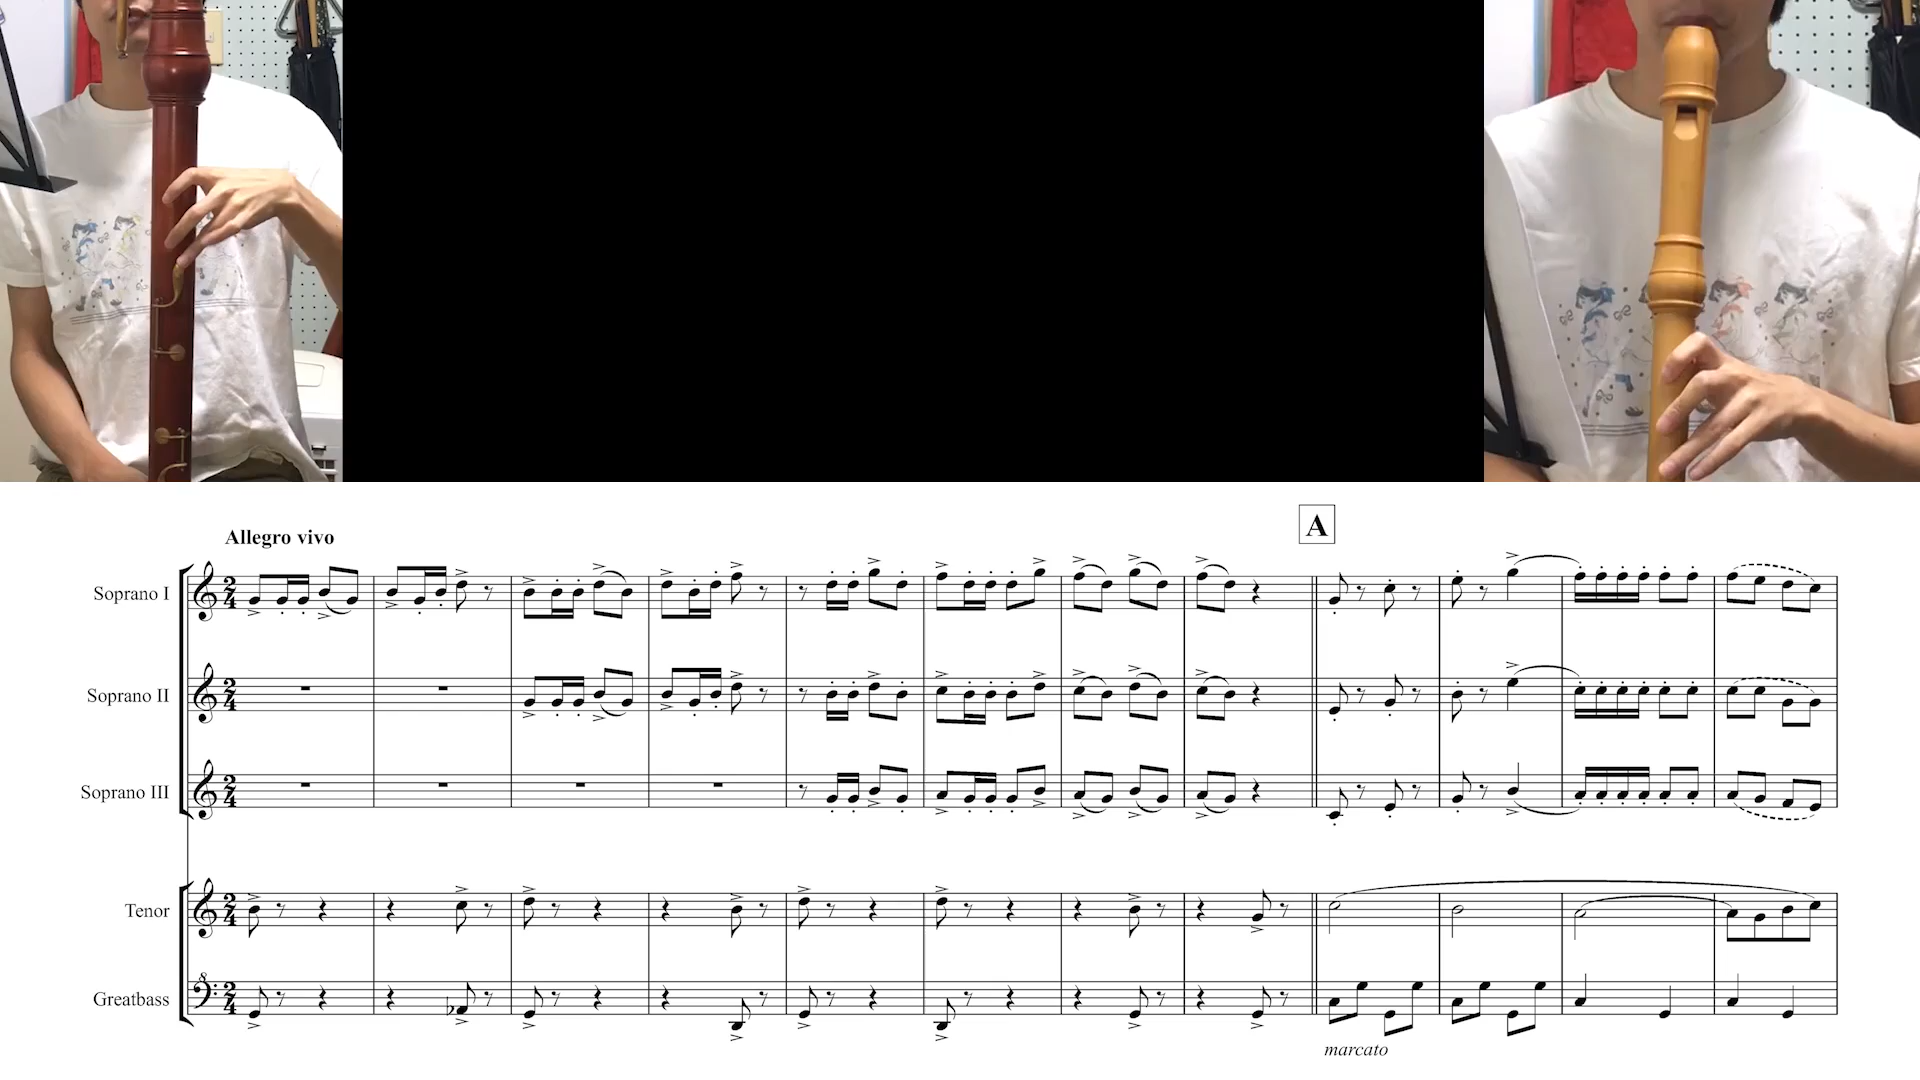 A
Allegro vivo
Soprano I
Soprano II
Soprano III
Tenor
Greatbass
marcato